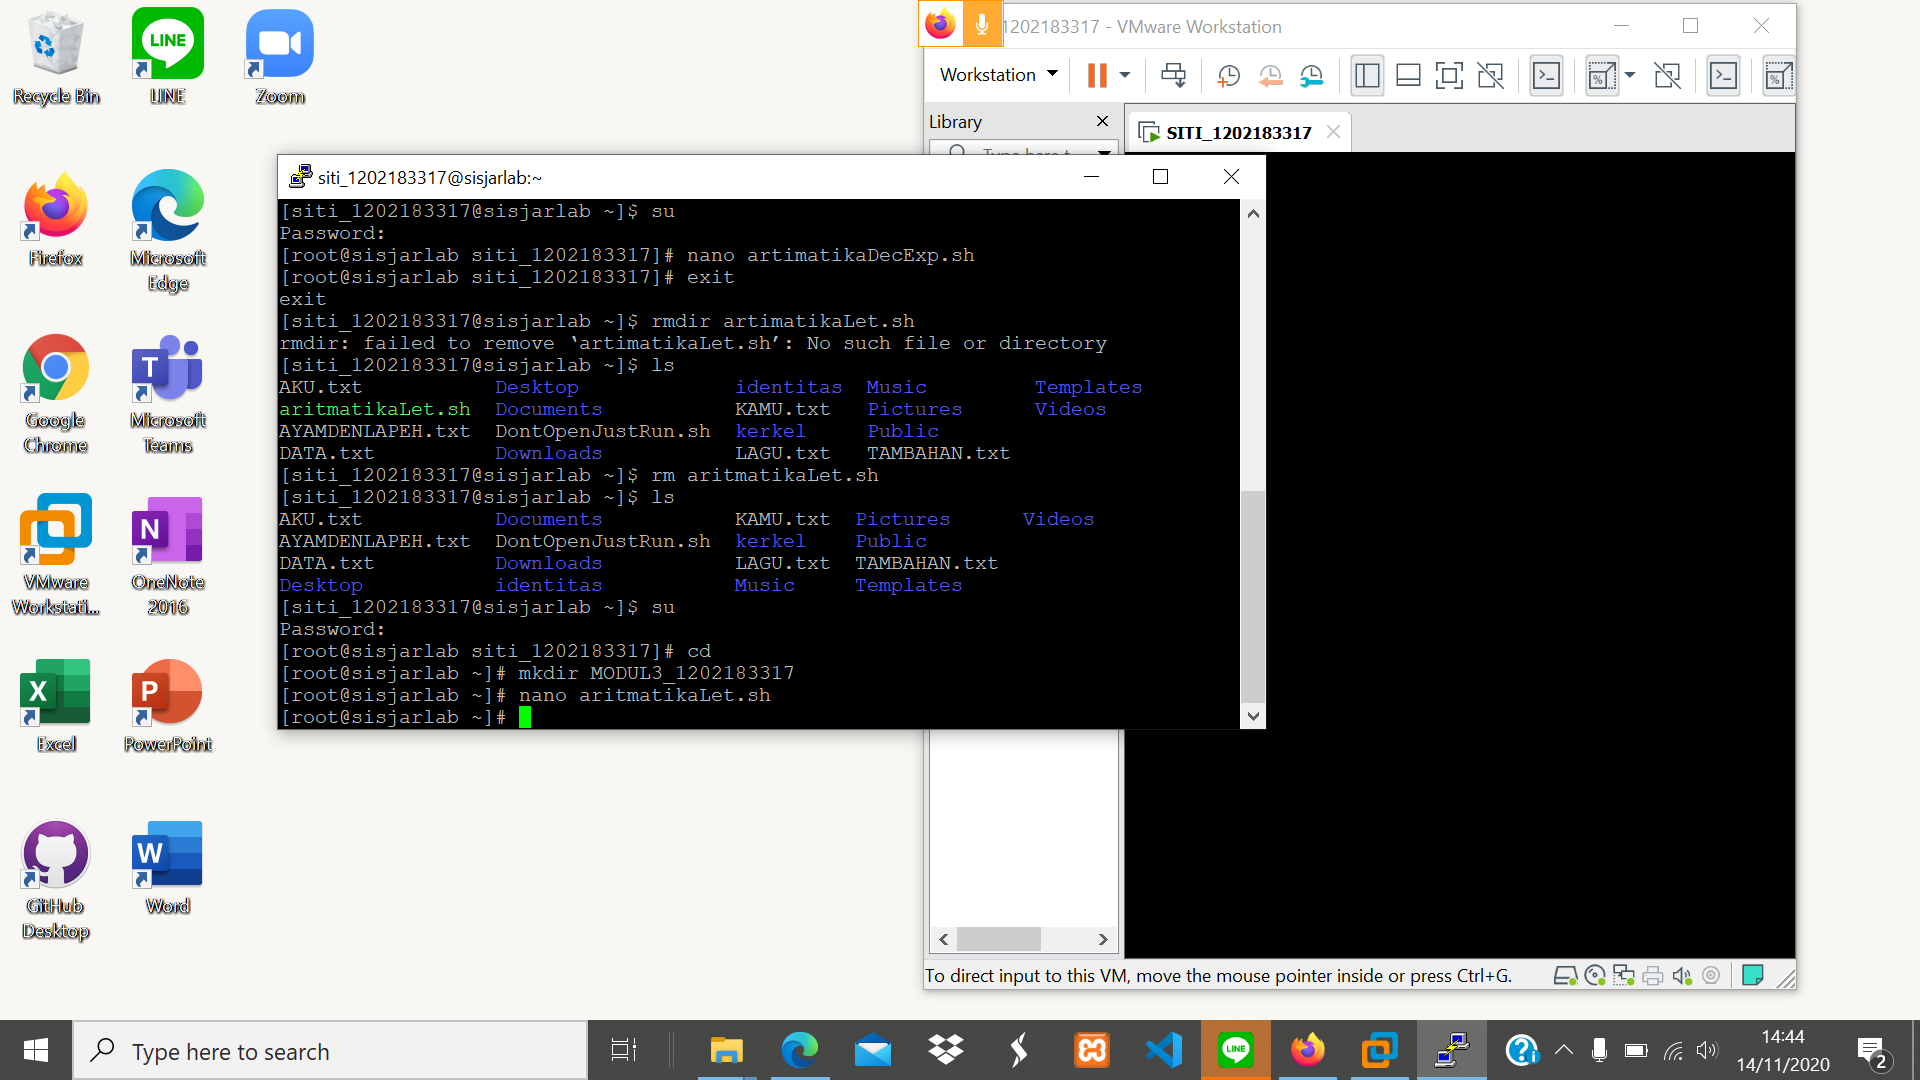 Recycle Bin
LINE
Zoom
Firefox
Microsoft
Edge
Google
Chrome
Microsoft
Teams
VMware
Workstati...
OneNote
2016
Excel
PowerPoint
GitHub
Desktop
Word
1202183317 - VMware Workstation
Workstation
Library
SITI_1202183317
siti_1202183317@sisjarlab:~
[siti_1202183317@sisjarlab ~]$ su
Password:
[root@sisjarlab siti_1202183317]# nano artimatikaDecExp.sh
[root@sisjarlab siti_1202183317]# exit
exit
[siti_1202183317@sisjarlab ~]$ rmdir artimatikaLet.sh
rmdir: failed to remove ‘artimatikaLet.sh’: No such file or directory
[siti_1202183317@sisjarlab ~]$ ls
AKU.txt Desktop identitas Music Templates
aritmatikaLet.sh Documents KAMU.txt Pictures Videos
AYAMDENLAPEH.txt DontOpenJustRun.sh kerkel Public
DATA.txt Downloads LAGU.txt TAMBAHAN.txt
[siti_1202183317@sisjarlab ~]$ rm aritmatikaLet.sh
[siti_1202183317@sisjarlab ~]$ ls
AKU.txt Documents KAMU.txt Pictures Videos
AYAMDENLAPEH.txt DontOpenJustRun.sh kerkel Public
DATA.txt Downloads LAGU.txt TAMBAHAN.txt
Desktop identitas Music Templates
[siti_1202183317@sisjarlab ~]$ su
Password:
[root@sisjarlab siti_1202183317]# cd
[root@sisjarlab ~]# mkdir MODUL3_1202183317
[root@sisjarlab ~]# nano aritmatikaLet.sh
[root@sisjarlab ~]#
To direct input to this VM, move the mouse pointer inside or press Ctrl+G.
Type here to search
14:44
14/11/2020
2